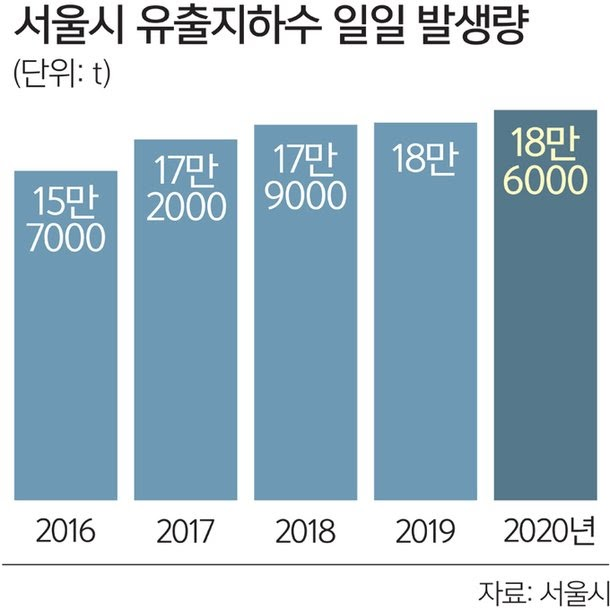 서울시 유출지하수 일일 발생량
(단위: t)
15만
7000
17만
2000
17만
9000
18만
18만
6000
2016
2017
2018
2019
2020년
자료: 서울시